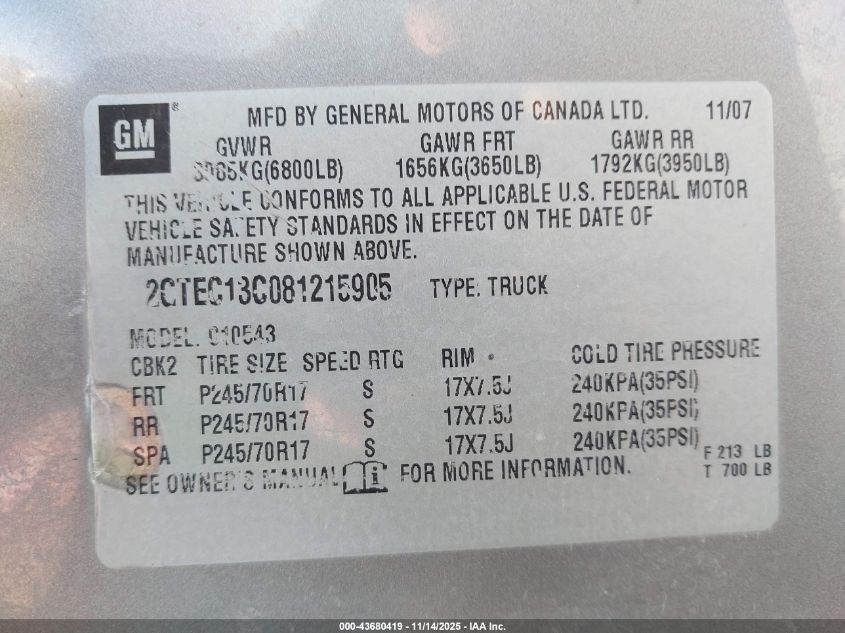 GM®
MFD BY GENERAL MOTORS OF CANADA LTD. 11/07
GVWR GAWR FRT GAWR RR
3085KG(6800LB) 1656KG(3650LB) 1792KG(3950LB)
THIS VEHICLE CONFORMS TO ALL APPLICABLE U.S. FEDERAL MOTOR
VEHICLE SAFETY STANDARDS IN EFFECT ON THE DATE OF
MANUFACTURE SHOWN ABOVE.
2CTEC13C081215905 TYPE: TRUCK
MODEL: C10543
CBK2 TIRE SIZE SPEED RTG RIM COLD TIRE PRESSURE
FRT P245/70R17 S 17X7.5J 240KPA(35PSI)
RR P245/70R17 S 17X7.5J 240KPA(35PSI)
SPA P245/70R17 S 17X7.5J 240KPA(35PSI)
F 213 LB
T 700 LB
SEE OWNER'S MANUAL FOR MORE INFORMATION.
000-43680419 - 11/14/2025 - IAA Inc.